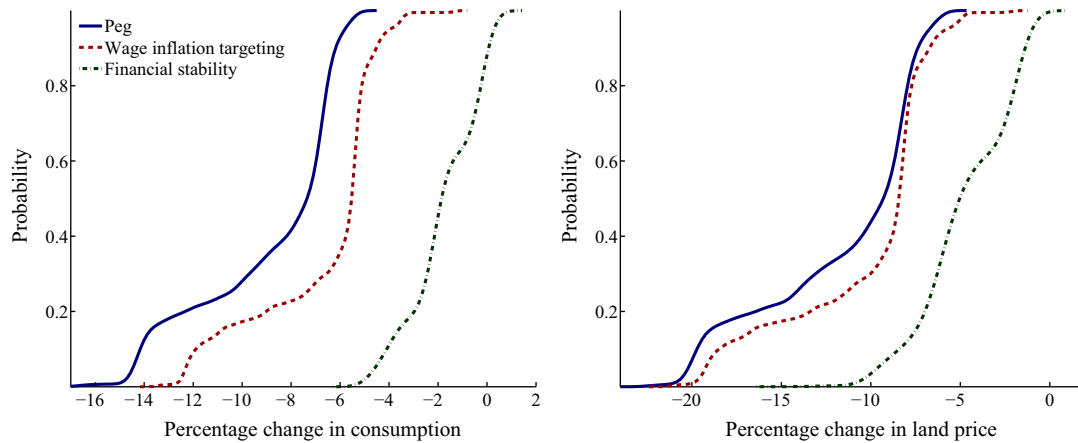 Peg
Wage inflation targeting
Financial stability
Probability
0.8
0.6
0.4
0.2
−16 −14 −12 −10 −8 −6 −4 −2 0 2
Percentage change in consumption
Probability
0.8
0.6
0.4
0.2
−20 −15 −10 −5 0
Percentage change in land price